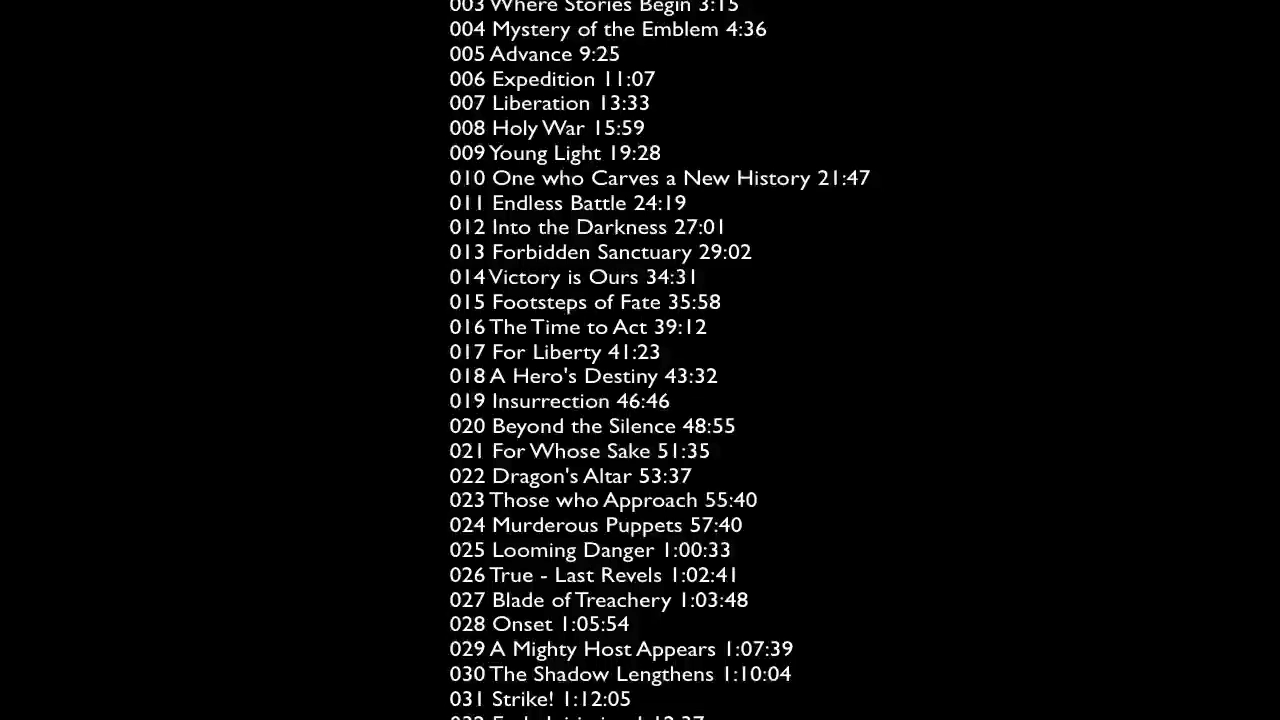 003 Where Stories Begin 3:15
004 Mystery of the Emblem 4:36
005 Advance 9:25
006 Expedition 11:07
007 Liberation 13:33
008 Holy War 15:59
009 Young Light 19:28
010 One who Carves a New History 21:47
011 Endless Battle 24:19
012 Into the Darkness 27:01
013 Forbidden Sanctuary 29:02
014 Victory is Ours 34:31
015 Footsteps of Fate 35:58
016 The Time to Act 39:12
017 For Liberty 41:23
018 A Hero's Destiny 43:32
019 Insurrection 46:46
020 Beyond the Silence 48:55
021 For Whose Sake 51:35
022 Dragon's Altar 53:37
023 Those who Approach 55:40
024 Murderous Puppets 57:40
025 Looming Danger 1:00:33
026 True - Last Revels 1:02:41
027 Blade of Treachery 1:03:48
028 Onset 1:05:54
029 A Mighty Host Appears 1:07:39
030 The Shadow Lengthens 1:10:04
031 Strike! 1:12:05